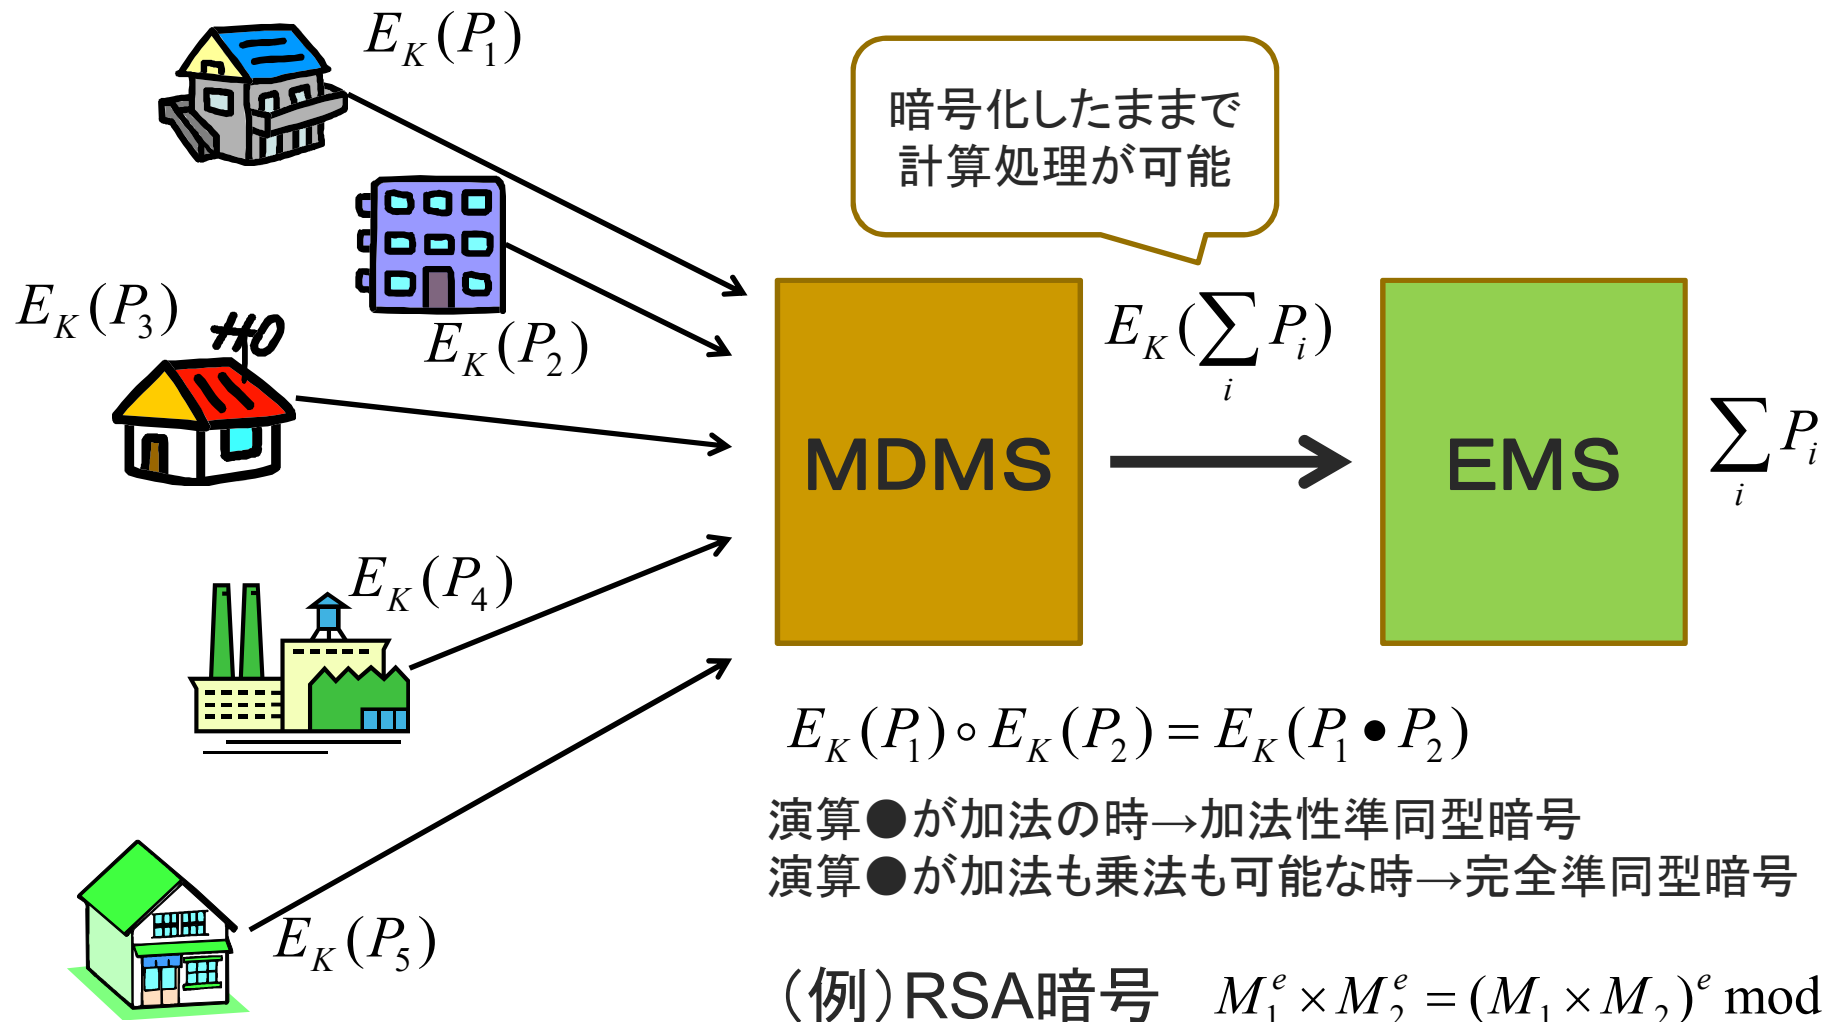 E_K(P_1)
暗号化したままで
計算処理が可能
E_K(P_3)
E_K(P_2)
E_K(∑_i P_i)
MDMS
EMS
∑_i P_i
E_K(P_4)
E_K(P_1)∘E_K(P_2)=E_K(P_1●P_2)
演算●が加法の時→加法性準同型暗号
演算●が加法も乗法も可能な時→完全準同型暗号
E_K(P_5)
（例）RSA暗号 M_1^e×M_2^e=(M_1×M_2)^e mod